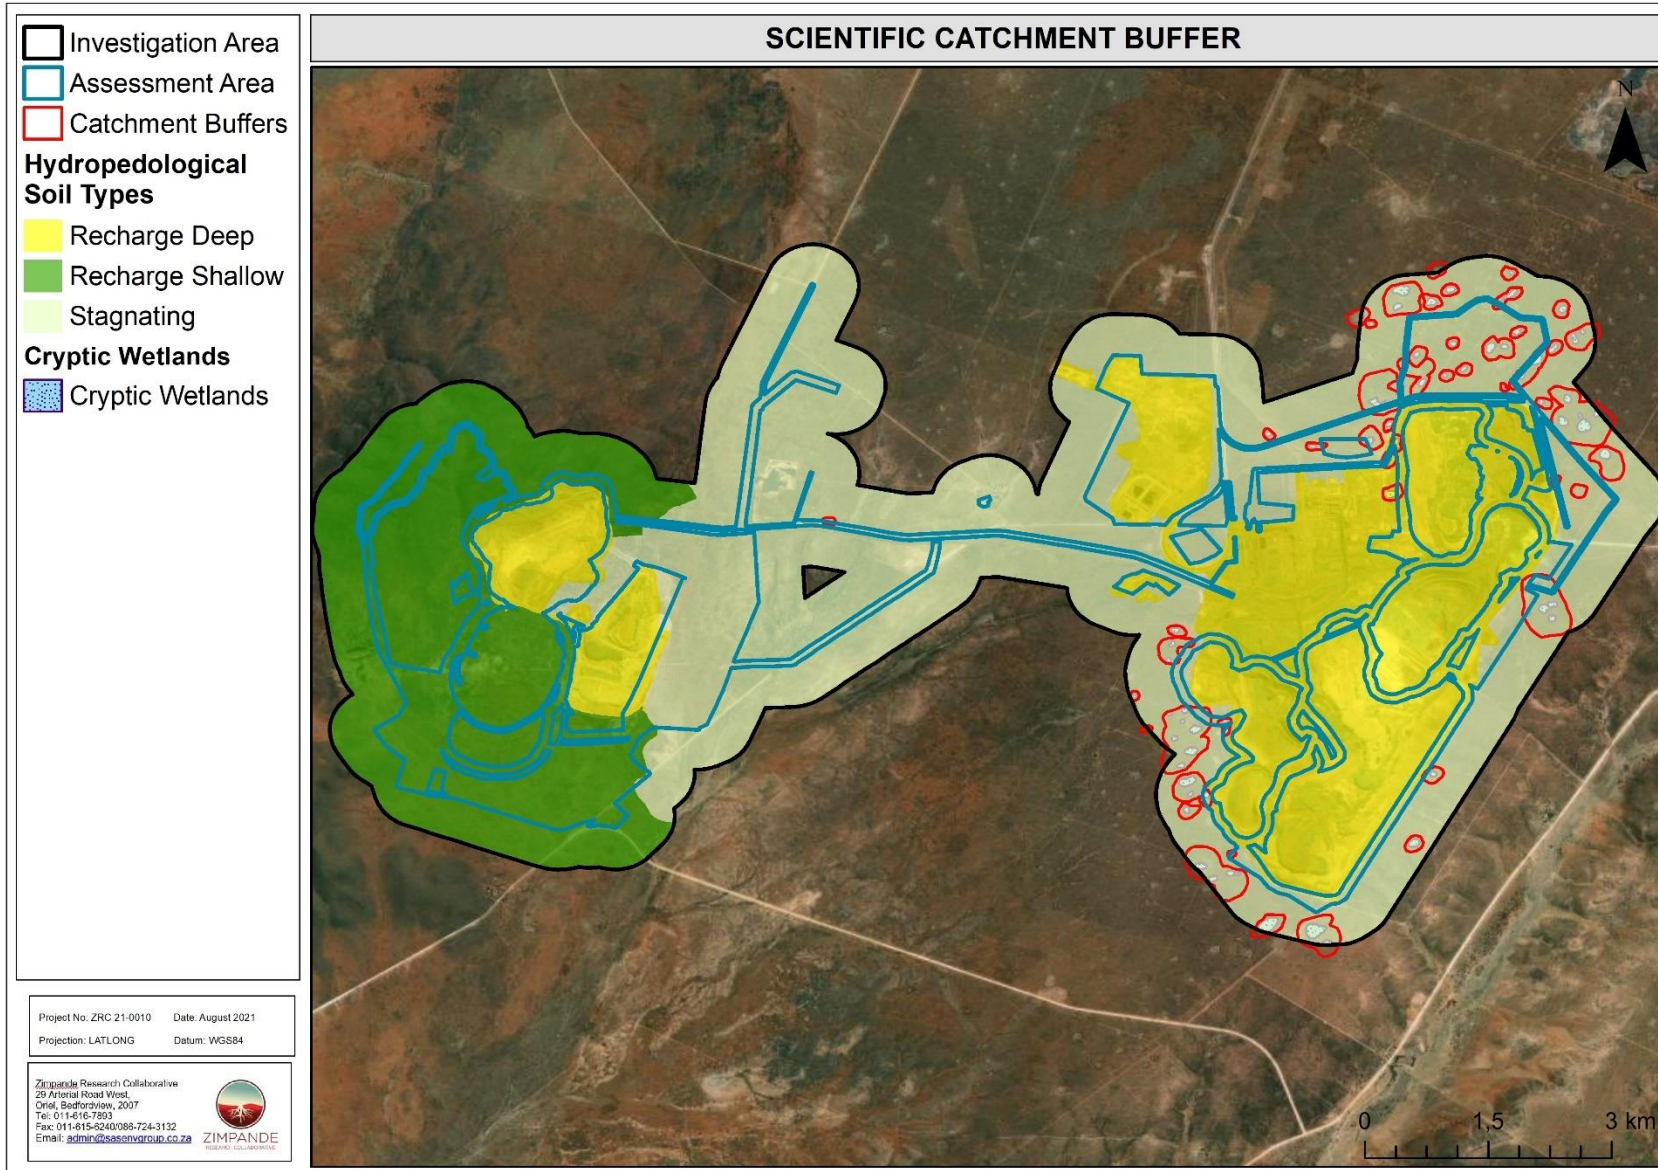 SCIENTIFIC CATCHMENT BUFFER
Investigation Area
Assessment Area
Catchment Buffers
Hydropedological
Soil Types
Recharge Deep
Recharge Shallow
Stagnating
Cryptic Wetlands
Cryptic Wetlands
N
0 1,5 3 km
Project No: ZRC 21-0010 Date: August 2021
Projection: LATLONG Datum: WGS84
Zimpande Research Collaborative
29 Arterial Road West,
Oriel, Bedfordview, 2007
Tel: 011-616-7893
Fax: 011-615-6240/086-724-3132
Email: admin@sasenvgroup.co.za
ZIMPANDE
RESEARCH COLLABORATIVE